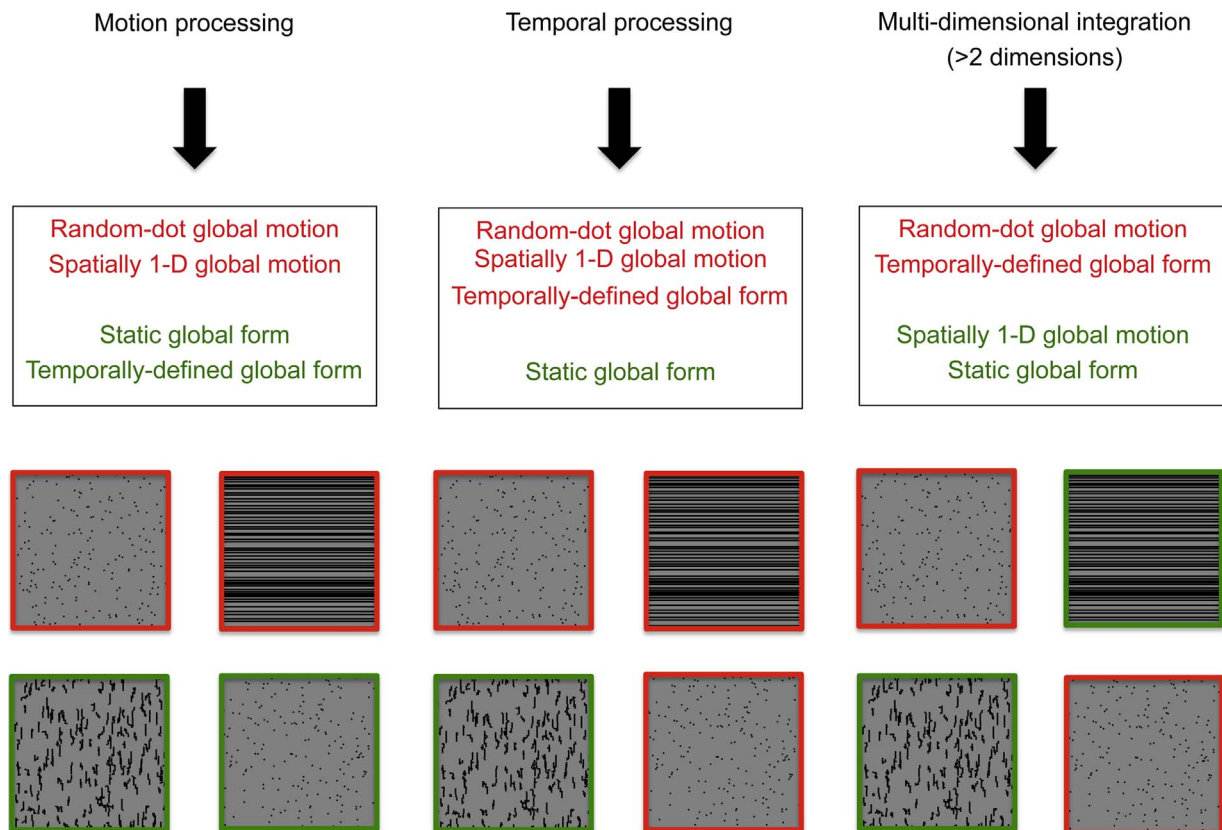 Motion processing
Temporal processing
Multi-dimensional integration
(>2 dimensions)
Random-dot global motion
Spatially 1-D global motion
Static global form
Temporally-defined global form
Random-dot global motion
Spatially 1-D global motion
Temporally-defined global form
Static global form
Random-dot global motion
Temporally-defined global form
Spatially 1-D global motion
Static global form